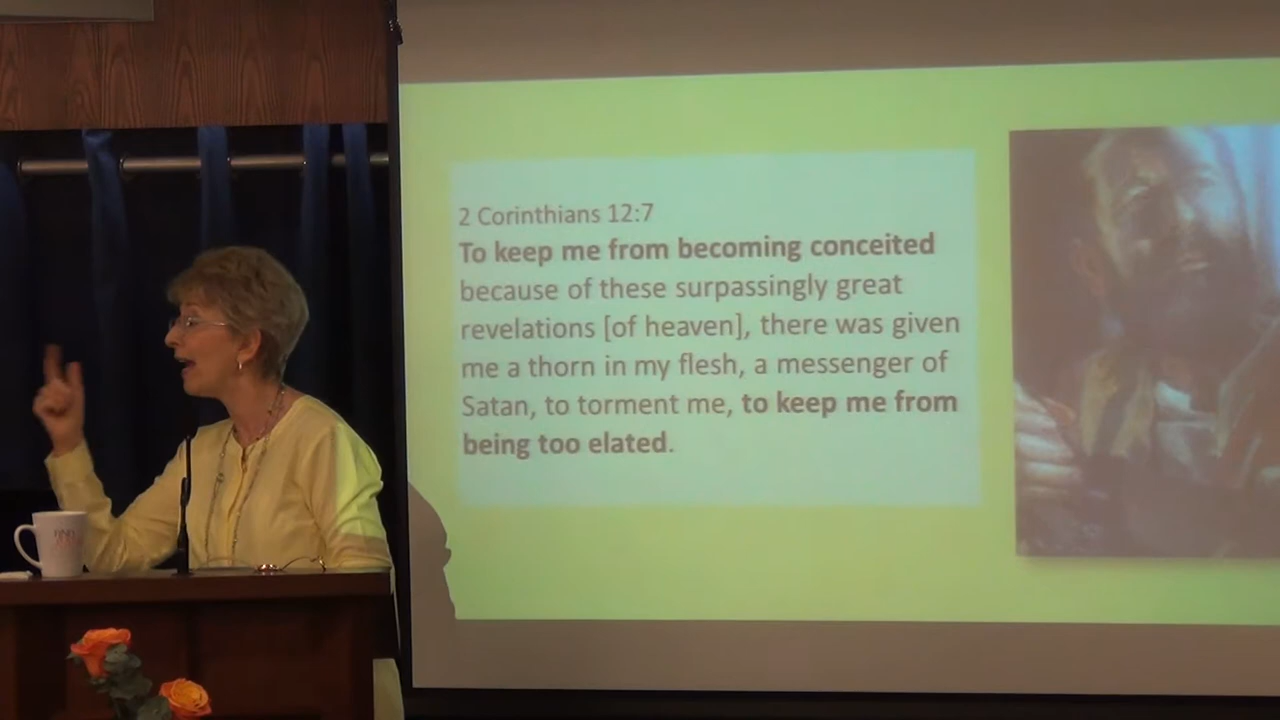 2 Corinthians 12:7
To keep me from becoming conceited
because of these surpassingly great
revelations [of heaven], there was given
me a thorn in my flesh, a messenger of
Satan, to torment me, to keep me from
being too elated.